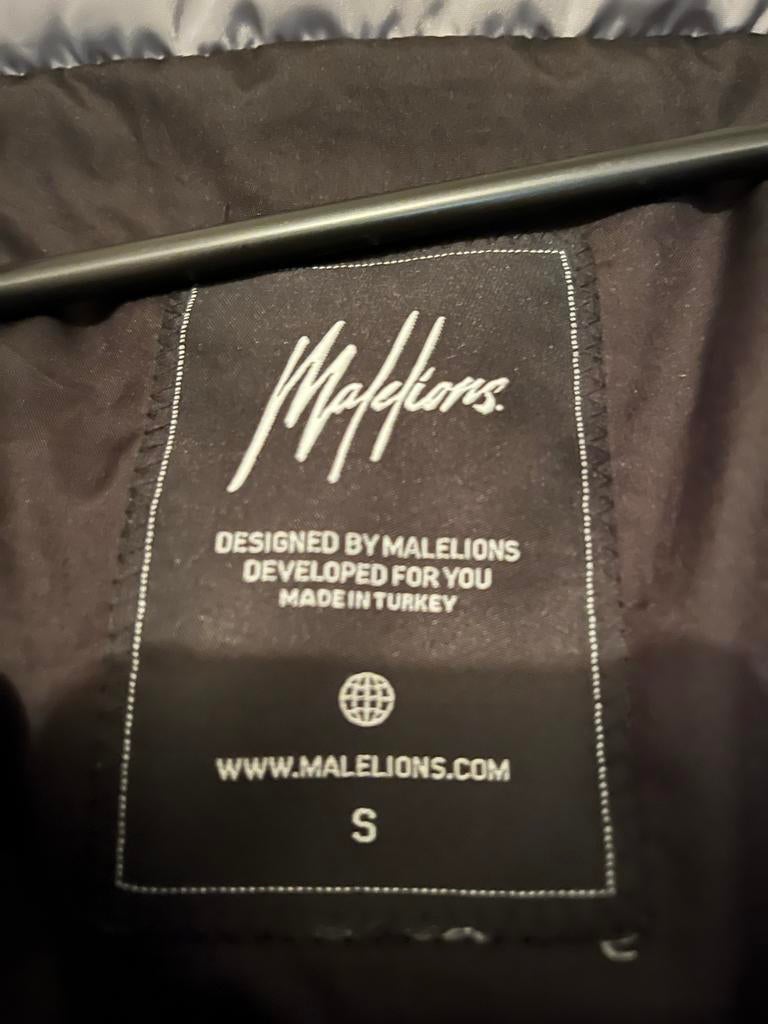 Malelions.
DESIGNED BY MALELIONS
DEVELOPED FOR YOU
MADE IN TURKEY
WWW.MALELIONS.COM
S